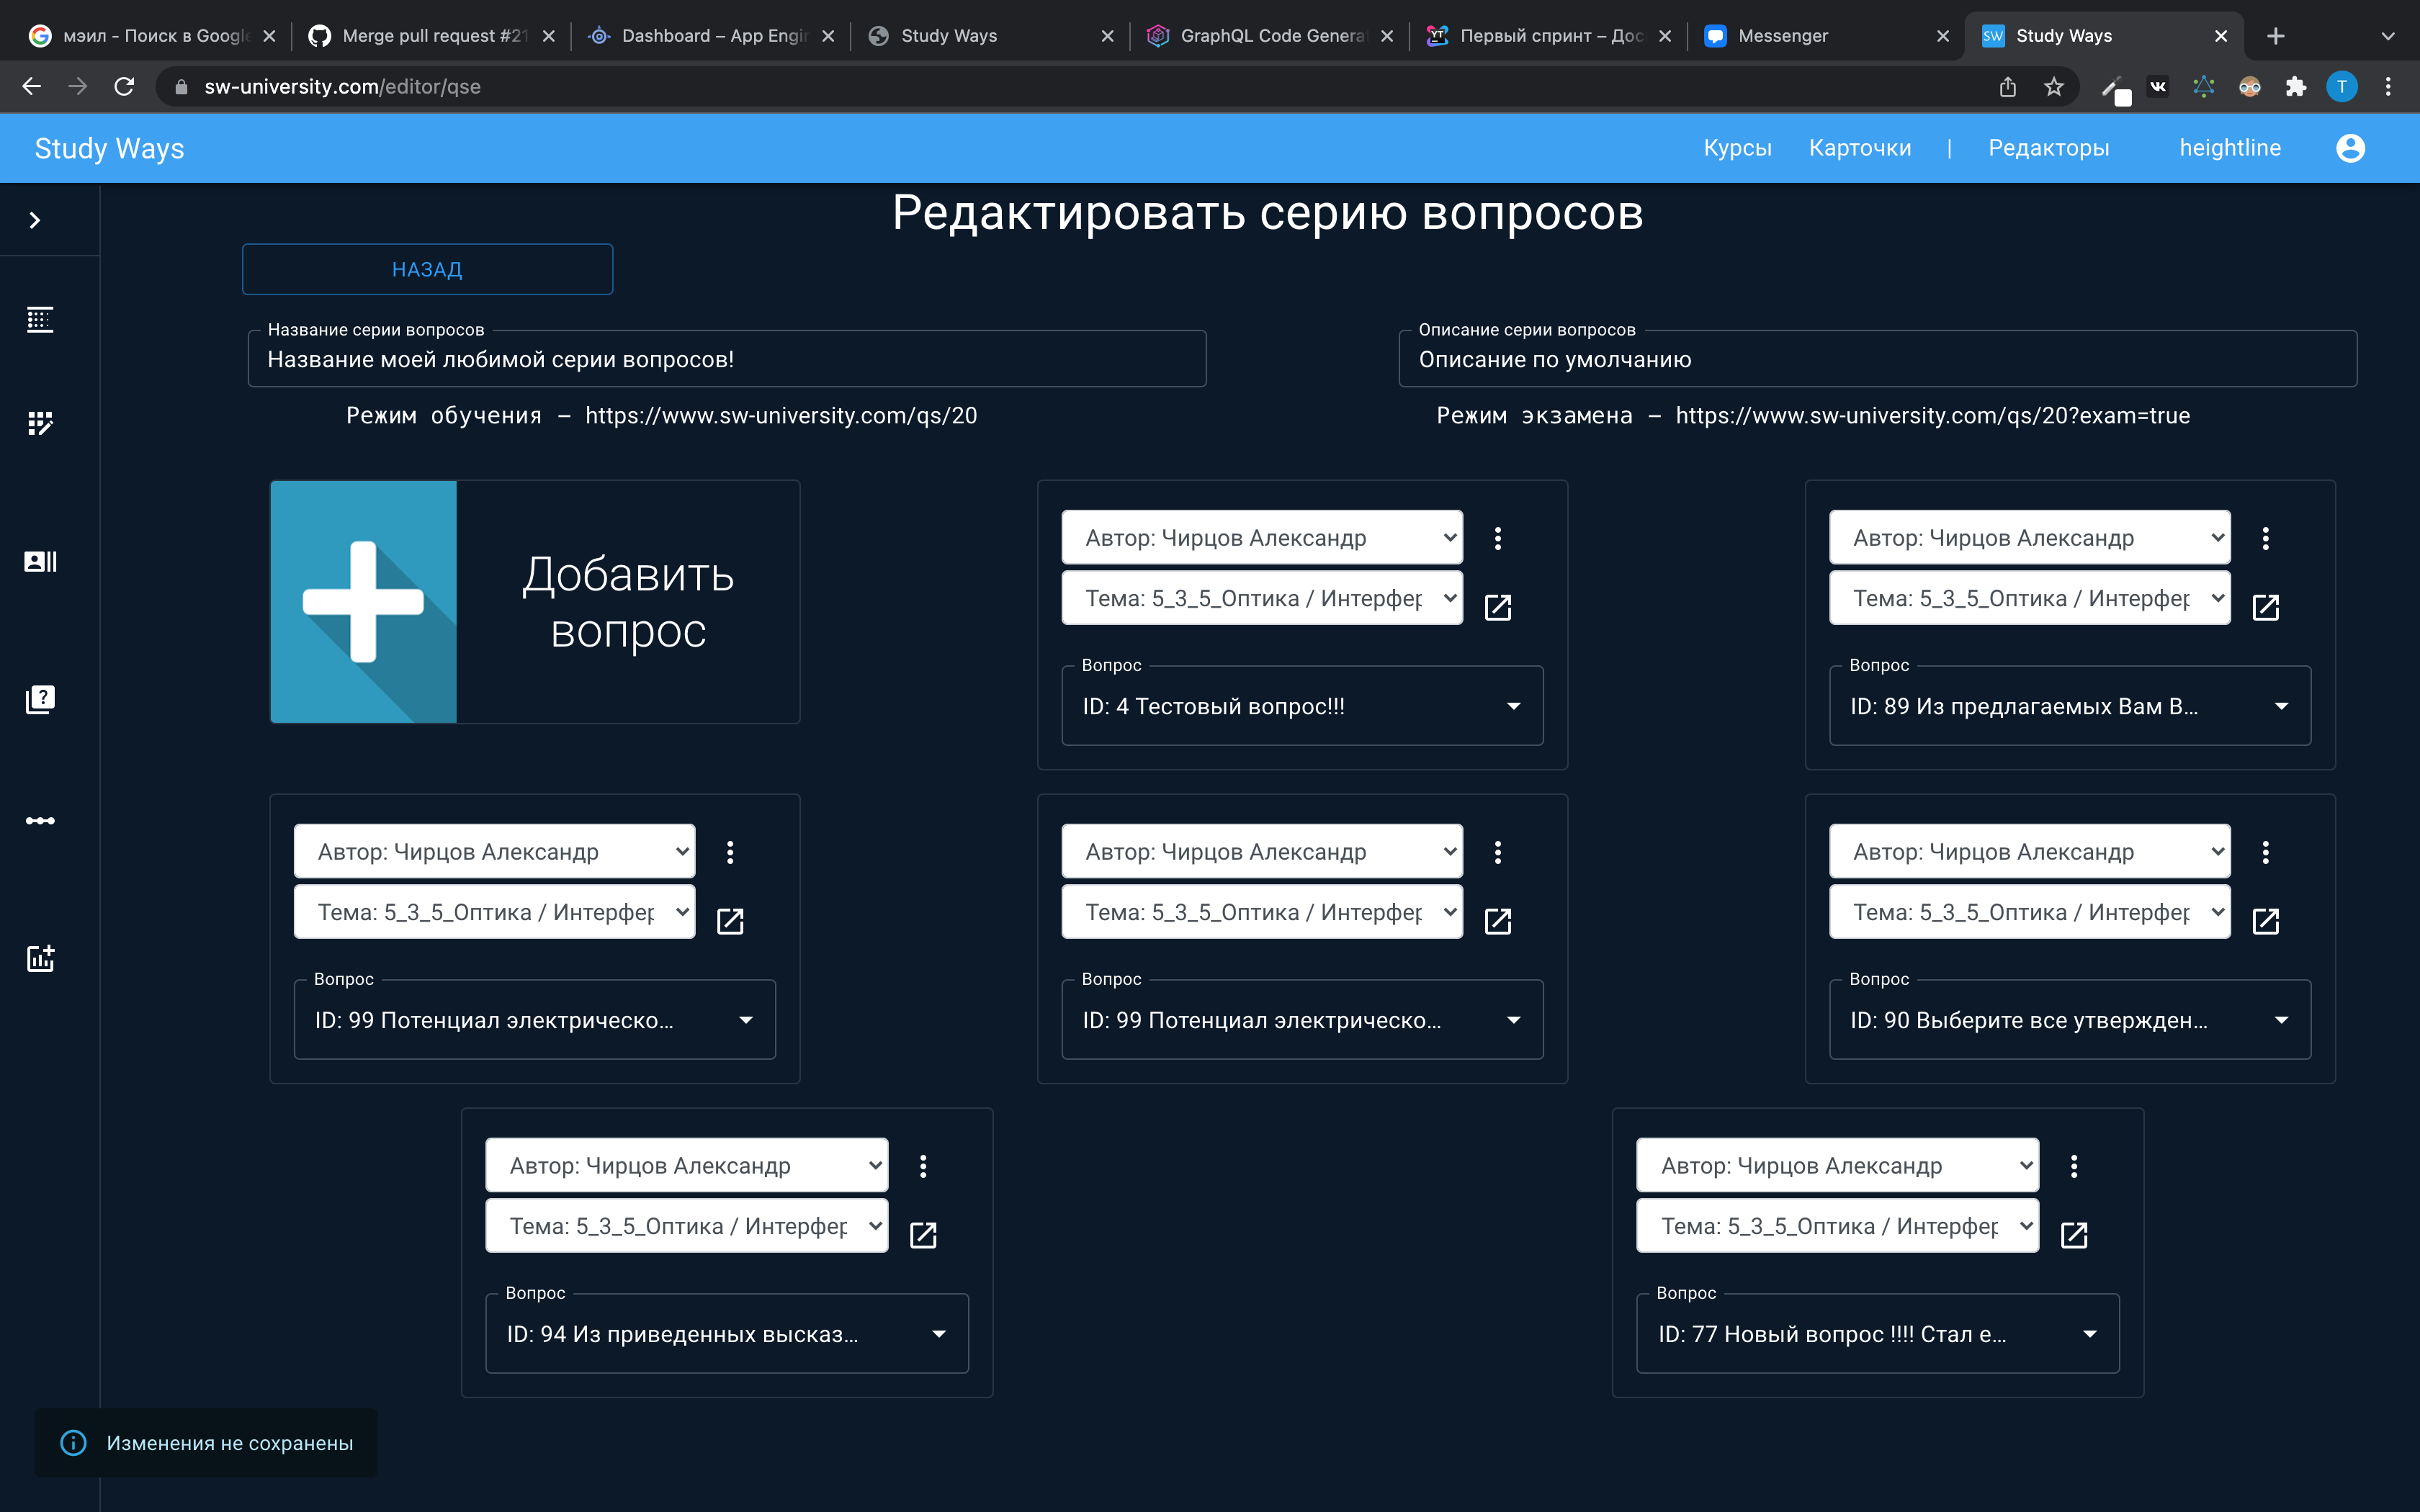 мэил - Поиск в Google
Merge pull request #21
Dashboard – App Engin
Study Ways
GraphQL Code Genera
Первый спринт – Дос
Messenger
Study Ways
sw-university.com/editor/qse
VK
T
Study Ways
Курсы
Карточки
|
Редакторы
heightline
Редактировать серию вопросов
НАЗАД
Название серии вопросов
Название моей любимой серии вопросов!
Описание серии вопросов
Описание по умолчанию
Режим обучения – https://www.sw-university.com/qs/20
Режим экзамена – https://www.sw-university.com/qs/20?exam=true
Добавить
вопрос
Автор: Чирцов Александр
Тема: 5_3_5_Оптика / Интерфер
Вопрос
ID: 4 Тестовый вопрос!!!
Автор: Чирцов Александр
Тема: 5_3_5_Оптика / Интерфер
Вопрос
ID: 89 Из предлагаемых Вам В...
Автор: Чирцов Александр
Тема: 5_3_5_Оптика / Интерфер
Вопрос
ID: 99 Потенциал электрическо...
Автор: Чирцов Александр
Тема: 5_3_5_Оптика / Интерфер
Вопрос
ID: 99 Потенциал электрическо...
Автор: Чирцов Александр
Тема: 5_3_5_Оптика / Интерфер
Вопрос
ID: 90 Выберите все утвержден...
Автор: Чирцов Александр
Тема: 5_3_5_Оптика / Интерфер
Вопрос
ID: 94 Из приведенных высказ...
Автор: Чирцов Александр
Тема: 5_3_5_Оптика / Интерфер
Вопрос
ID: 77 Новый вопрос !!!! Стал е...
Изменения не сохранены